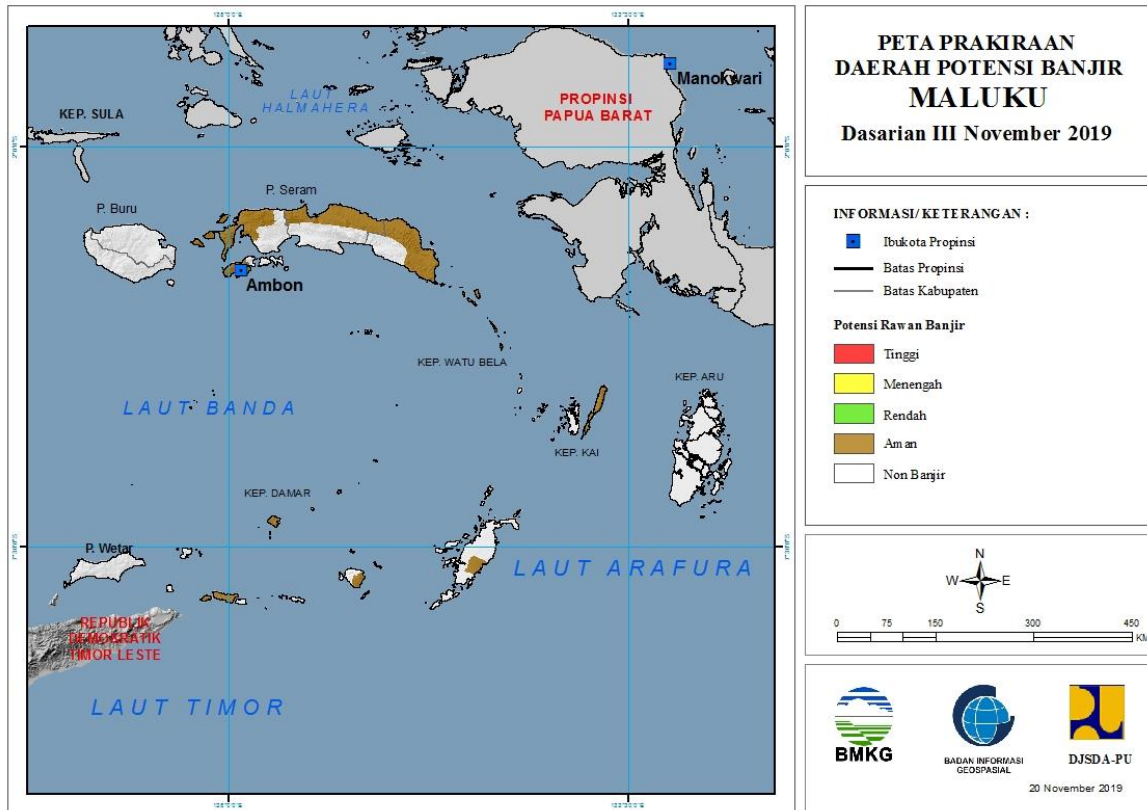 PETA PRAKIRAAN
DAERAH POTENSI BANJIR
MALUKU
Dasarian III November 2019
INFORMASI/KETERANGAN :
Ibukota Propinsi
Batas Propinsi
Batas Kabupaten
Potensi Rawan Banjir
Tinggi
Menengah
Rendah
Aman
Non Banjir
N
W E
S
0 75 150 300 450
KM
BMKG
BADAN INFORMASI
GEOSPASIAL
DJSDA-PU
20 November 2019
Manokwari
LAUT
HALMAHERA
PROPINSI
PAPUA BARAT
KEP. SULA
P. Seram
P. Buru
Ambon
KEP. WATU BELA
KEP. ARU
LAUT BANDA
KEP. KAI
KEP. DAMAR
P. Wetar
LAUT ARAFURA
REPUBLIK
DEMOKRATIK
TIMOR LESTE
LAUT TIMOR